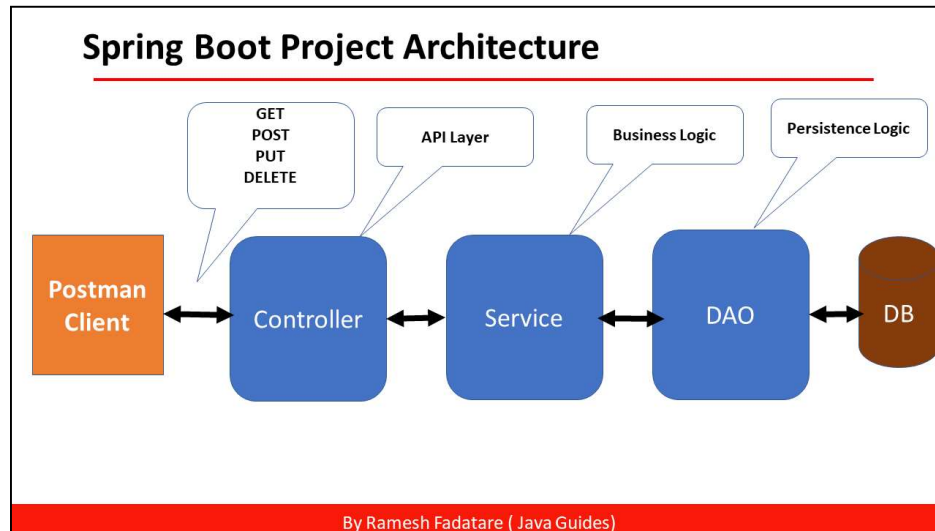 Spring Boot Project Architecture
GET
POST
PUT
DELETE
API Layer
Business Logic
Persistence Logic
Postman
Client
Controller
Service
DAO
DB
By Ramesh Fadatare ( Java Guides)